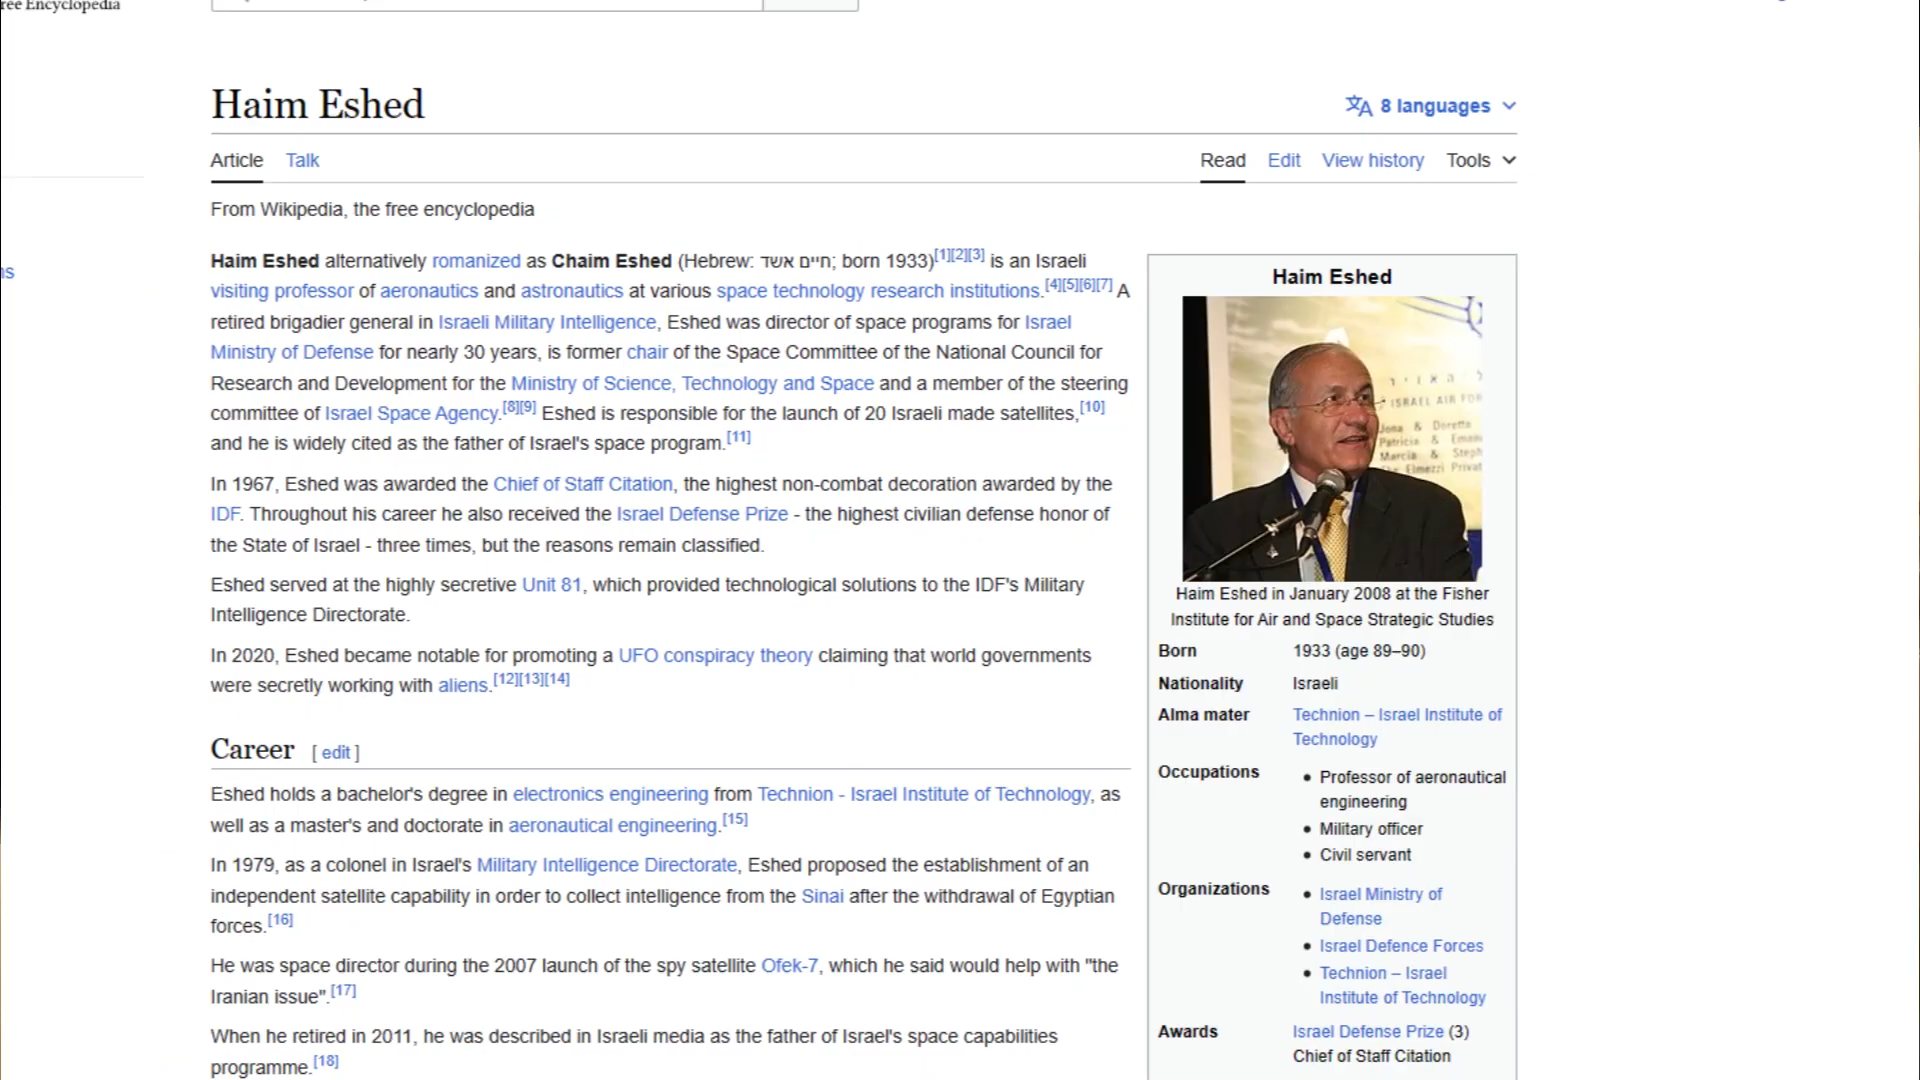 ree Encyclopedia
Haim Eshed
8 languages
Article Talk
Read Edit View history Tools
From Wikipedia, the free encyclopedia
Haim Eshed alternatively romanized as Chaim Eshed (Hebrew: חיים אשד; born 1933)[1][2][3] is an Israeli
visiting professor of aeronautics and astronautics at various space technology research institutions.[4][5][6][7] A
retired brigadier general in Israeli Military Intelligence, Eshed was director of space programs for Israel
Ministry of Defense for nearly 30 years, is former chair of the Space Committee of the National Council for
Research and Development for the Ministry of Science, Technology and Space and a member of the steering
committee of Israel Space Agency.[8][9] Eshed is responsible for the launch of 20 Israeli made satellites,[10]
and he is widely cited as the father of Israel's space program.[11]
In 1967, Eshed was awarded the Chief of Staff Citation, the highest non-combat decoration awarded by the
IDF. Throughout his career he also received the Israel Defense Prize - the highest civilian defense honor of
the State of Israel - three times, but the reasons remain classified.
Eshed served at the highly secretive Unit 81, which provided technological solutions to the IDF's Military
Intelligence Directorate.
In 2020, Eshed became notable for promoting a UFO conspiracy theory claiming that world governments
were secretly working with aliens.[12][13][14]
Career [ edit ]
Eshed holds a bachelor's degree in electronics engineering from Technion - Israel Institute of Technology, as
well as a master's and doctorate in aeronautical engineering.[15]
In 1979, as a colonel in Israel's Military Intelligence Directorate, Eshed proposed the establishment of an
independent satellite capability in order to collect intelligence from the Sinai after the withdrawal of Egyptian
forces.[16]
He was space director during the 2007 launch of the spy satellite Ofek-7, which he said would help with "the
Iranian issue".[17]
When he retired in 2011, he was described in Israeli media as the father of Israel's space capabilities
programme.[18]
Haim Eshed
ISRAEL AIR FOR
Jona & Doretta
Patricia & Eman
Marcia & Steph
Elmezzi Privat
Haim Eshed in January 2008 at the Fisher
Institute for Air and Space Strategic Studies
Born 1933 (age 89–90)
Nationality Israeli
Alma mater Technion – Israel Institute of
Technology
Occupations • Professor of aeronautical
engineering
• Military officer
• Civil servant
Organizations • Israel Ministry of
Defense
• Israel Defence Forces
• Technion – Israel
Institute of Technology
Awards Israel Defense Prize (3)
Chief of Staff Citation